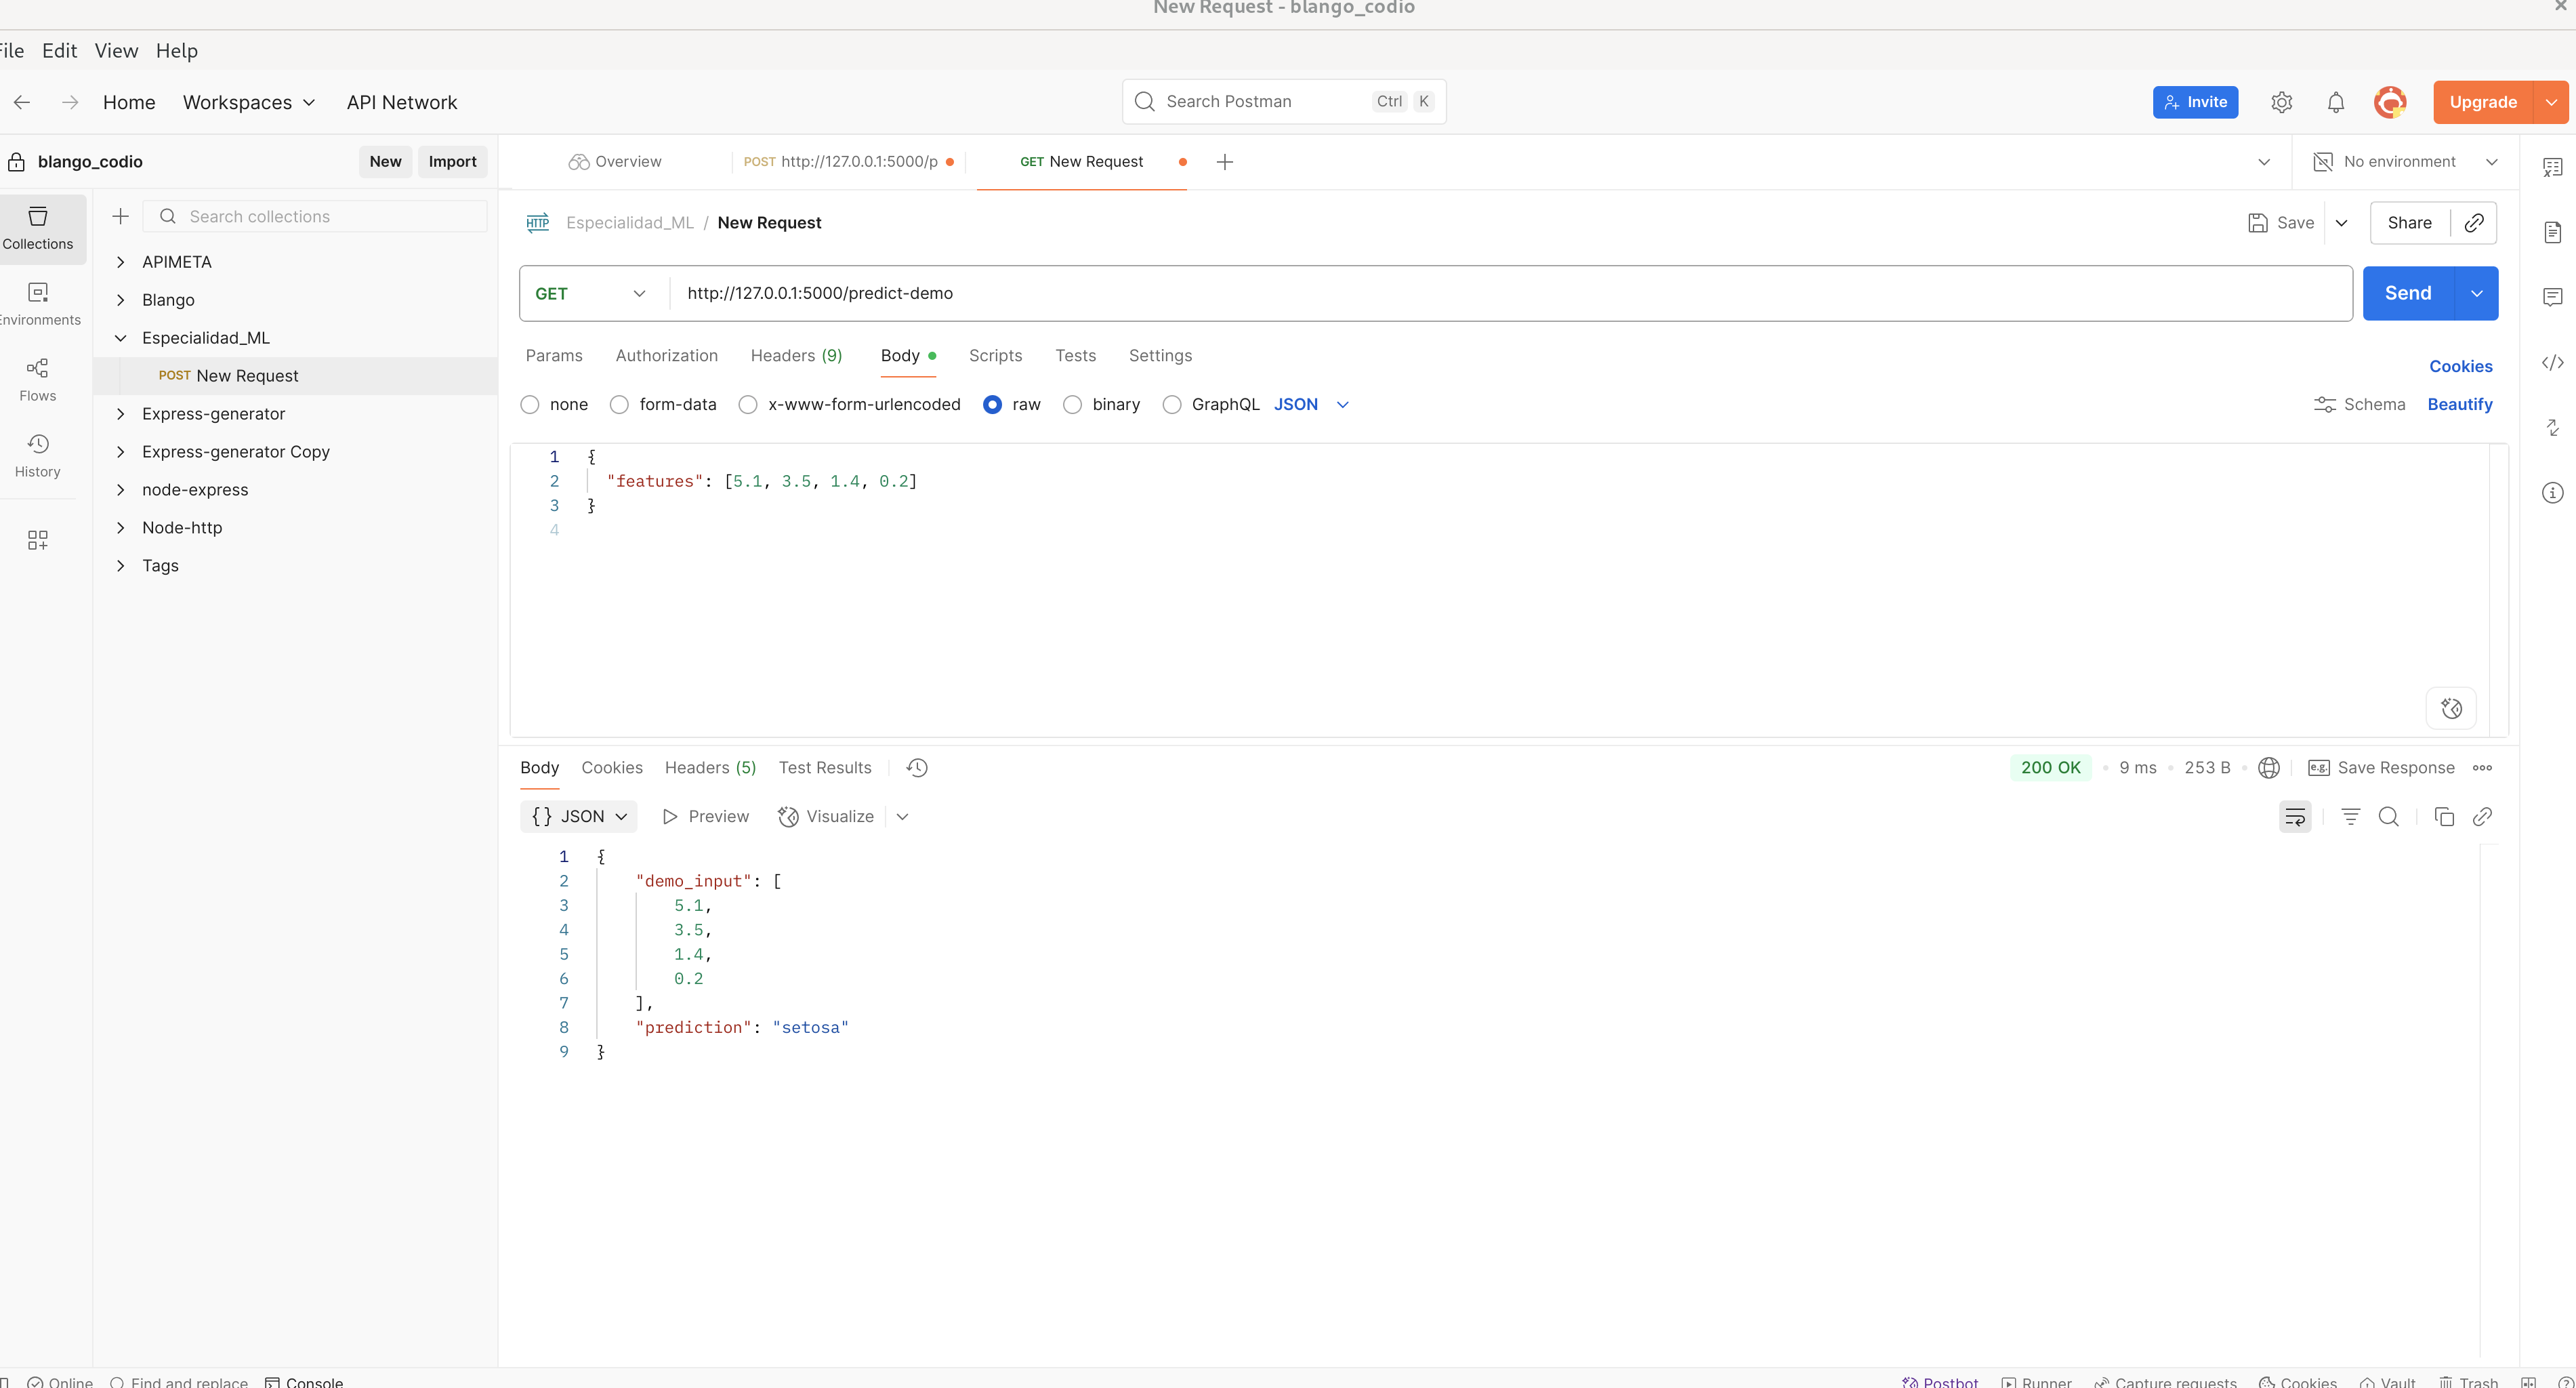 New Request - blango_codio
File Edit View Help
Home Workspaces API Network
Search Postman Ctrl K
Invite
Upgrade
blango_codio New Import
Overview
POST http://127.0.0.1:5000/p
GET New Request
No environment
Collections
Environments
Flows
History
Search collections
APIMETA
Blango
Especialidad_ML
POST New Request
Express-generator
Express-generator Copy
node-express
Node-http
Tags
HTTP Especialidad_ML / New Request
Save Share
GET http://127.0.0.1:5000/predict-demo
Send
Params Authorization Headers (9) Body Scripts Tests Settings
Cookies
none form-data x-www-form-urlencoded raw binary GraphQL JSON
Schema Beautify
1 {
2 "features": [5.1, 3.5, 1.4, 0.2]
3 }
4
Body Cookies Headers (5) Test Results
200 OK 9 ms 253 B e.g. Save Response
{} JSON Preview Visualize
1 {
2 "demo_input": [
3 5.1,
4 3.5,
5 1.4,
6 0.2
7 ],
8 "prediction": "setosa"
9 }
Online Find and replace Console
Postbot Runner Capture requests Cookies Vault Trash